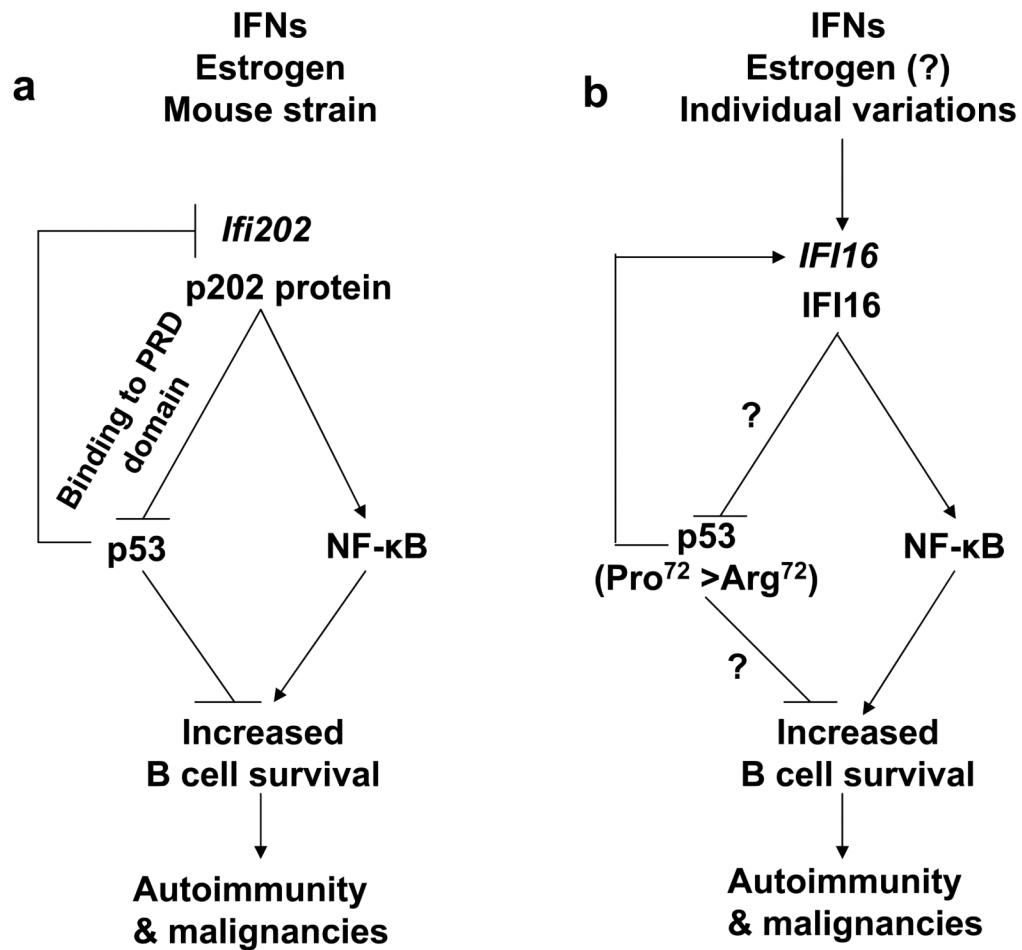 a
IFNs
Estrogen
Mouse strain
Ifi202
p202 protein
Binding to PRD
domain
p53
NF-κB
Increased
B cell survival
Autoimmunity
& malignancies
b
IFNs
Estrogen (?)
Individual variations
IFI16
IFI16
?
p53
(Pro⁷² >Arg⁷²)
NF-κB
?
Increased
B cell survival
Autoimmunity
& malignancies